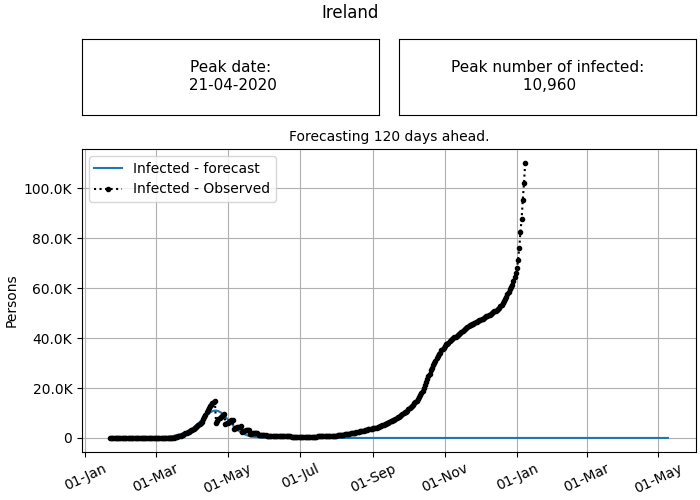 Ireland
Peak date:
21-04-2020
Peak number of infected:
10,960
Forecasting 120 days ahead.
Infected - forecast
Infected - Observed
100.0K
80.0K
60.0K
40.0K
20.0K
0
Persons
01-Jan
01-Mar
01-May
01-Jul
01-Sep
01-Nov
01-Jan
01-Mar
01-May